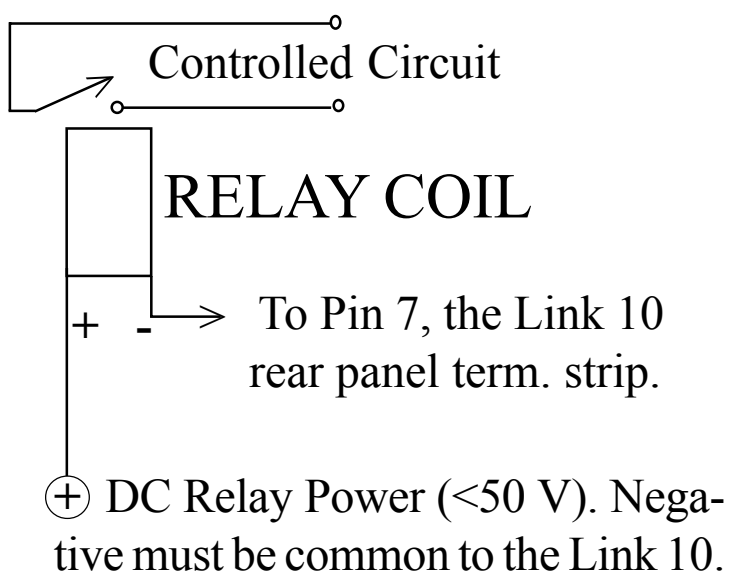 Controlled Circuit
RELAY COIL
+ -
To Pin 7, the Link 10
rear panel term. strip.
+ DC Relay Power (<50 V). Nega-
tive must be common to the Link 10.